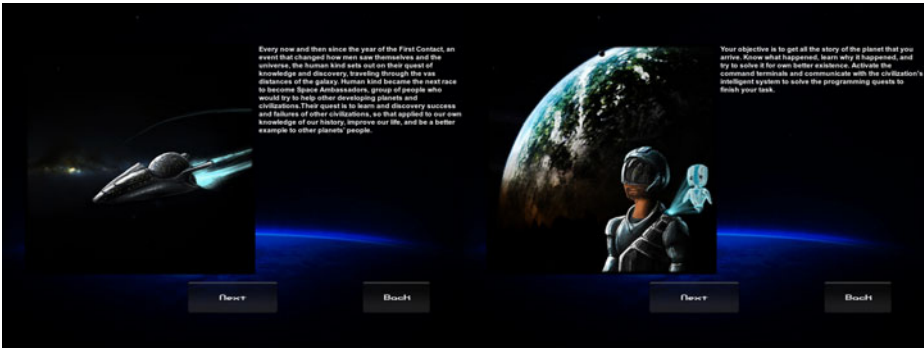 Every now and then since the year of the First Contact, an
event that changed how men saw themselves and the
universe, the human kind sets out on their quest of
knowledge and discovery, traveling through the vas
distances of the galaxy. Human kind became the next race
to become Space Ambassadors, group of people who
would try to help other developing planets and
civilizations.Their quest is to learn and discovery success
and failures of other civilizations, so that applied to our own
knowledge of our history, improve our life, and be a better
example to other planets' people.
Next
Back
Your objective is to get all the story of the planet that you
arrive. Know what happened, learn why it happened, and
try to solve it for own better existence. Activate the
command terminals and communicate with the civilization's
intelligent system to solve the programming quests to
finish your task.
Next
Back